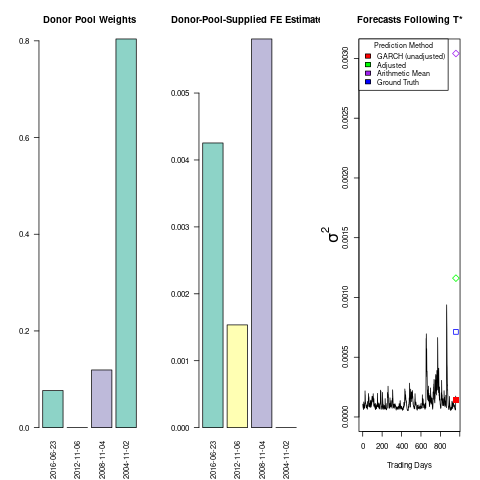 Donor Pool Weights
0.8
0.6
0.4
0.2
0.0
2016-06-23
2012-11-06
2008-11-04
2004-11-02
Donor-Pool-Supplied FE Estimat
0.005
0.004
0.003
0.002
0.001
0.000
2016-06-23
2012-11-06
2008-11-04
2004-11-02
Forecasts Following T*
Prediction Method
GARCH (unadjusted)
Adjusted
Arithmetic Mean
Ground Truth
σ²
0.0030
0.0025
0.0020
0.0015
0.0010
0.0005
0.0000
0 200 400 600 800
Trading Days